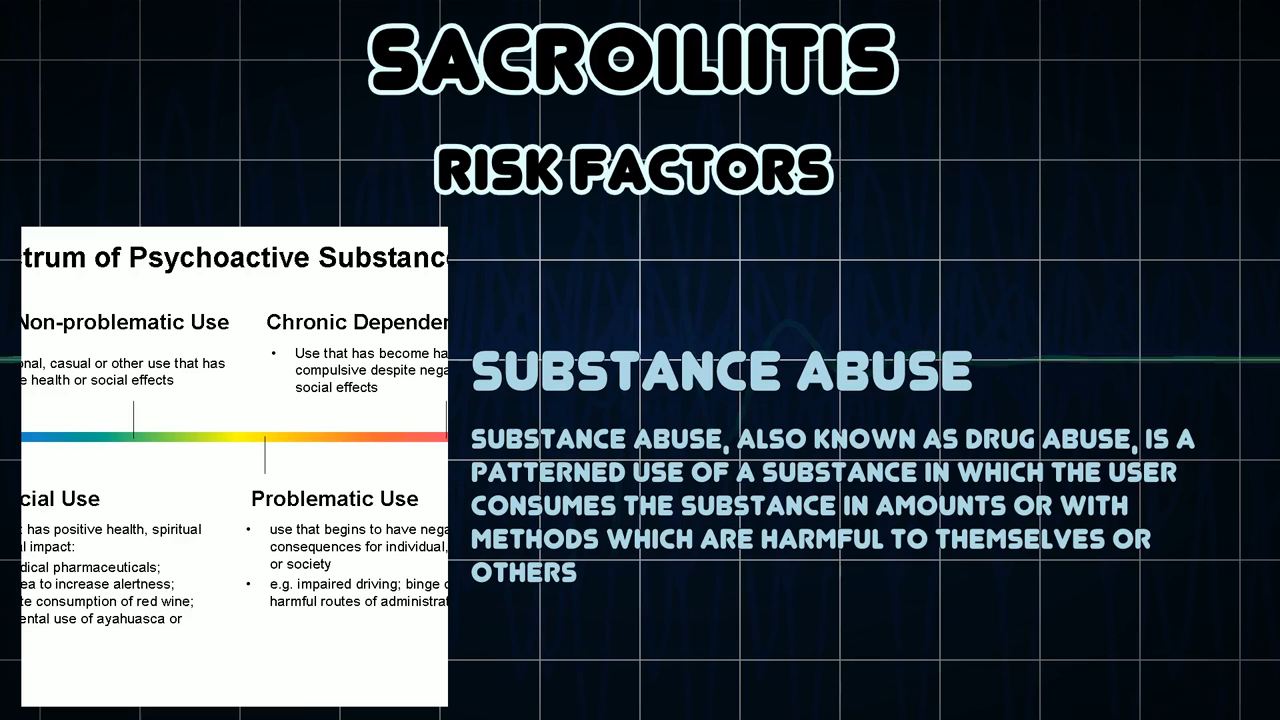 SACROILIITIS
RISK FACTORS
trum of Psychoactive Substanc
Non-problematic Use
Chronic Dependen
onal, casual or other use that has
e health or social effects
• Use that has become ha
compulsive despite nega
social effects
cial Use
Problematic Use
has positive health, spiritual
l impact:
dical pharmaceuticals;
ea to increase alertness;
te consumption of red wine;
ental use of ayahuasca or
• use that begins to have nega
consequences for individual,
or society
• e.g. impaired driving; binge c
harmful routes of administrat
SUBSTANCE ABUSE
SUBSTANCE ABUSE, ALSO KNOWN AS DRUG ABUSE, IS A
PATTERNED USE OF A SUBSTANCE IN WHICH THE USER
CONSUMES THE SUBSTANCE IN AMOUNTS OR WITH
METHODS WHICH ARE HARMFUL TO THEMSELVES OR
OTHERS